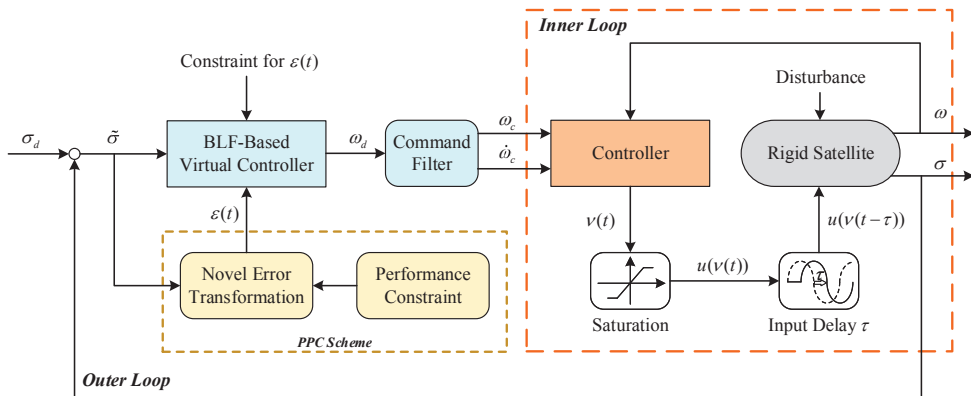 Inner Loop
Constraint for ε(t)
Disturbance
σ_d
σ̃
BLF-Based
Virtual Controller
ω_d
Command
Filter
ω_c
ω̇_c
Controller
Rigid Satellite
ω
σ
ε(t)
ν(t)
u(ν(t−τ))
Novel Error
Transformation
Performance
Constraint
u(ν(t))
τ
Saturation
Input Delay τ
PPC Scheme
Outer Loop